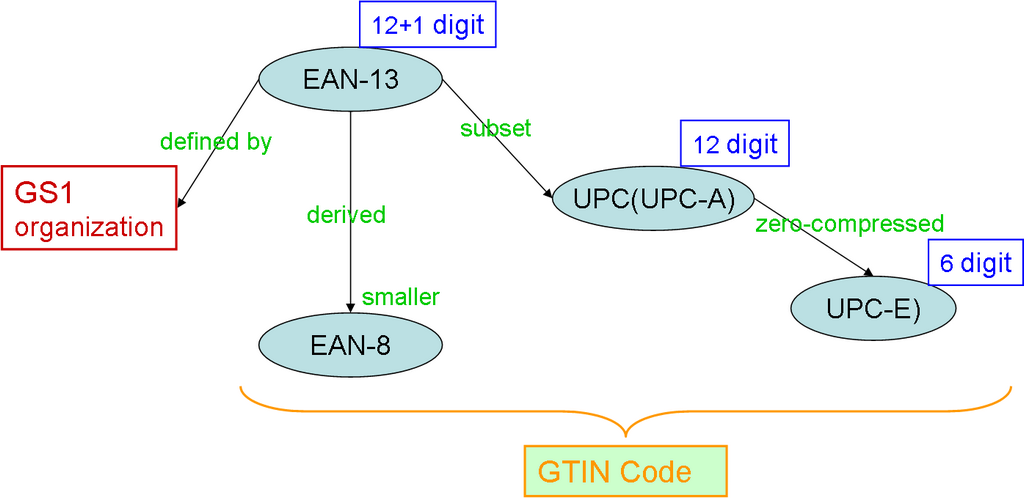 12+1 digit
EAN-13
subset
defined by
12 digit
GS1
organization
UPC(UPC-A)
derived
zero-compressed
6 digit
smaller
UPC-E)
EAN-8
GTIN Code